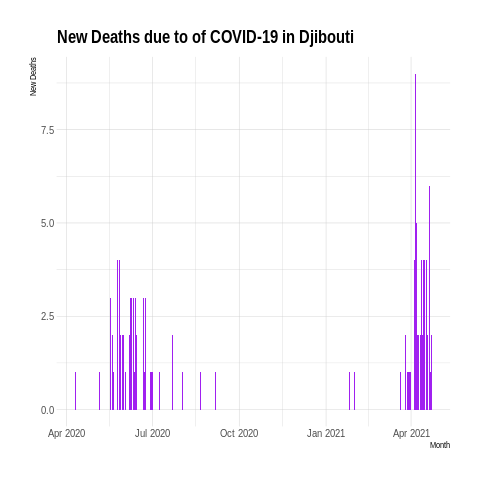 New Deaths due to of COVID-19 in Djibouti
New Deaths
7.5
5.0
2.5
0.0
Apr 2020 Jul 2020 Oct 2020 Jan 2021 Apr 2021
Month